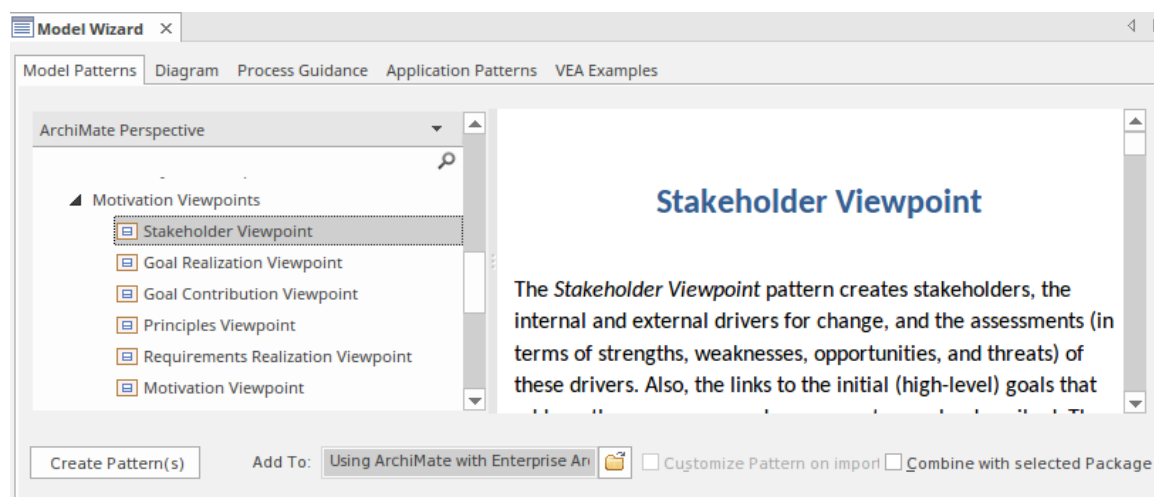 Model Wizard
Model Patterns Diagram Process Guidance Application Patterns VEA Examples
ArchiMate Perspective
Motivation Viewpoints
Stakeholder Viewpoint
Goal Realization Viewpoint
Goal Contribution Viewpoint
Principles Viewpoint
Requirements Realization Viewpoint
Motivation Viewpoint
Stakeholder Viewpoint
The Stakeholder Viewpoint pattern creates stakeholders, the
internal and external drivers for change, and the assessments (in
terms of strengths, weaknesses, opportunities, and threats) of
these drivers. Also, the links to the initial (high-level) goals that
Create Pattern(s) Add To: Using ArchiMate with Enterprise Customize Pattern on import Combine with selected Package